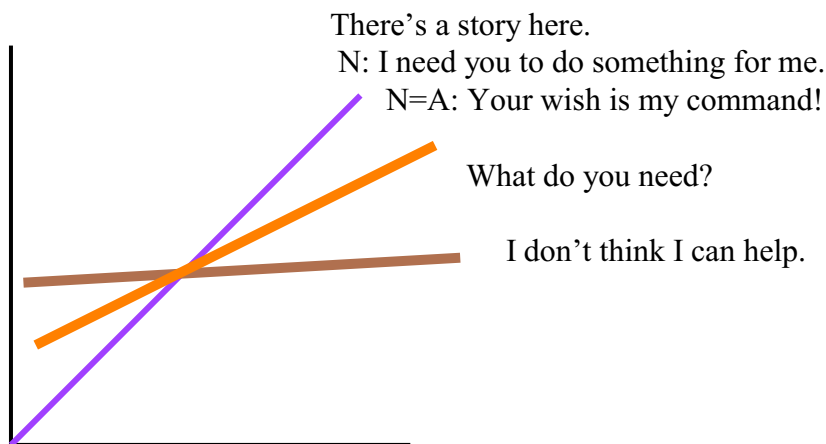 There’s a story here.
N: I need you to do something for me.
N=A: Your wish is my command!
What do you need?
I don’t think I can help.